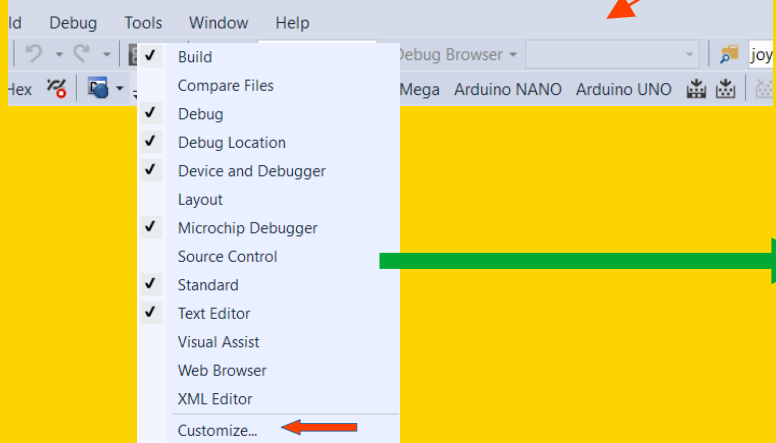 ld Debug Tools Window Help
Debug Browser joy
Hex Mega Arduino NANO Arduino UNO
Build
Compare Files
Debug
Debug Location
Device and Debugger
Layout
Microchip Debugger
Source Control
Standard
Text Editor
Visual Assist
Web Browser
XML Editor
Customize...